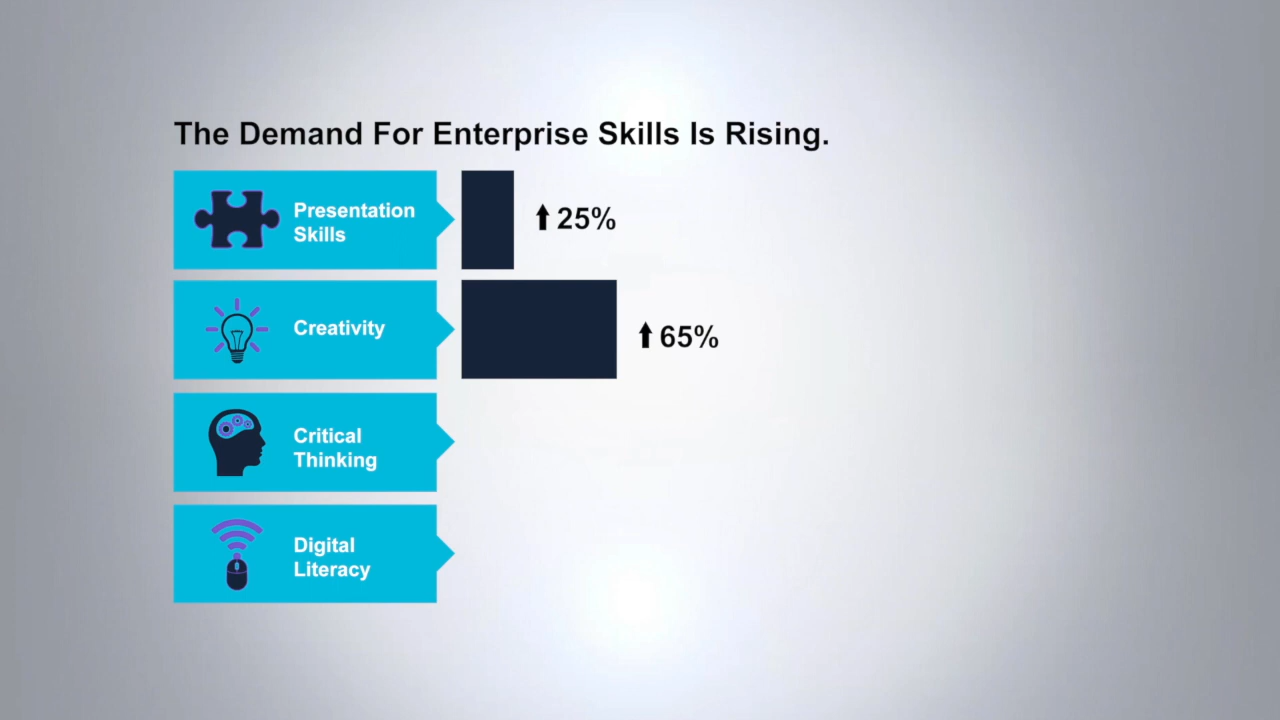 The Demand For Enterprise Skills Is Rising.
Presentation
Skills
⬆ 25%
Creativity
⬆ 65%
Critical
Thinking
Digital
Literacy